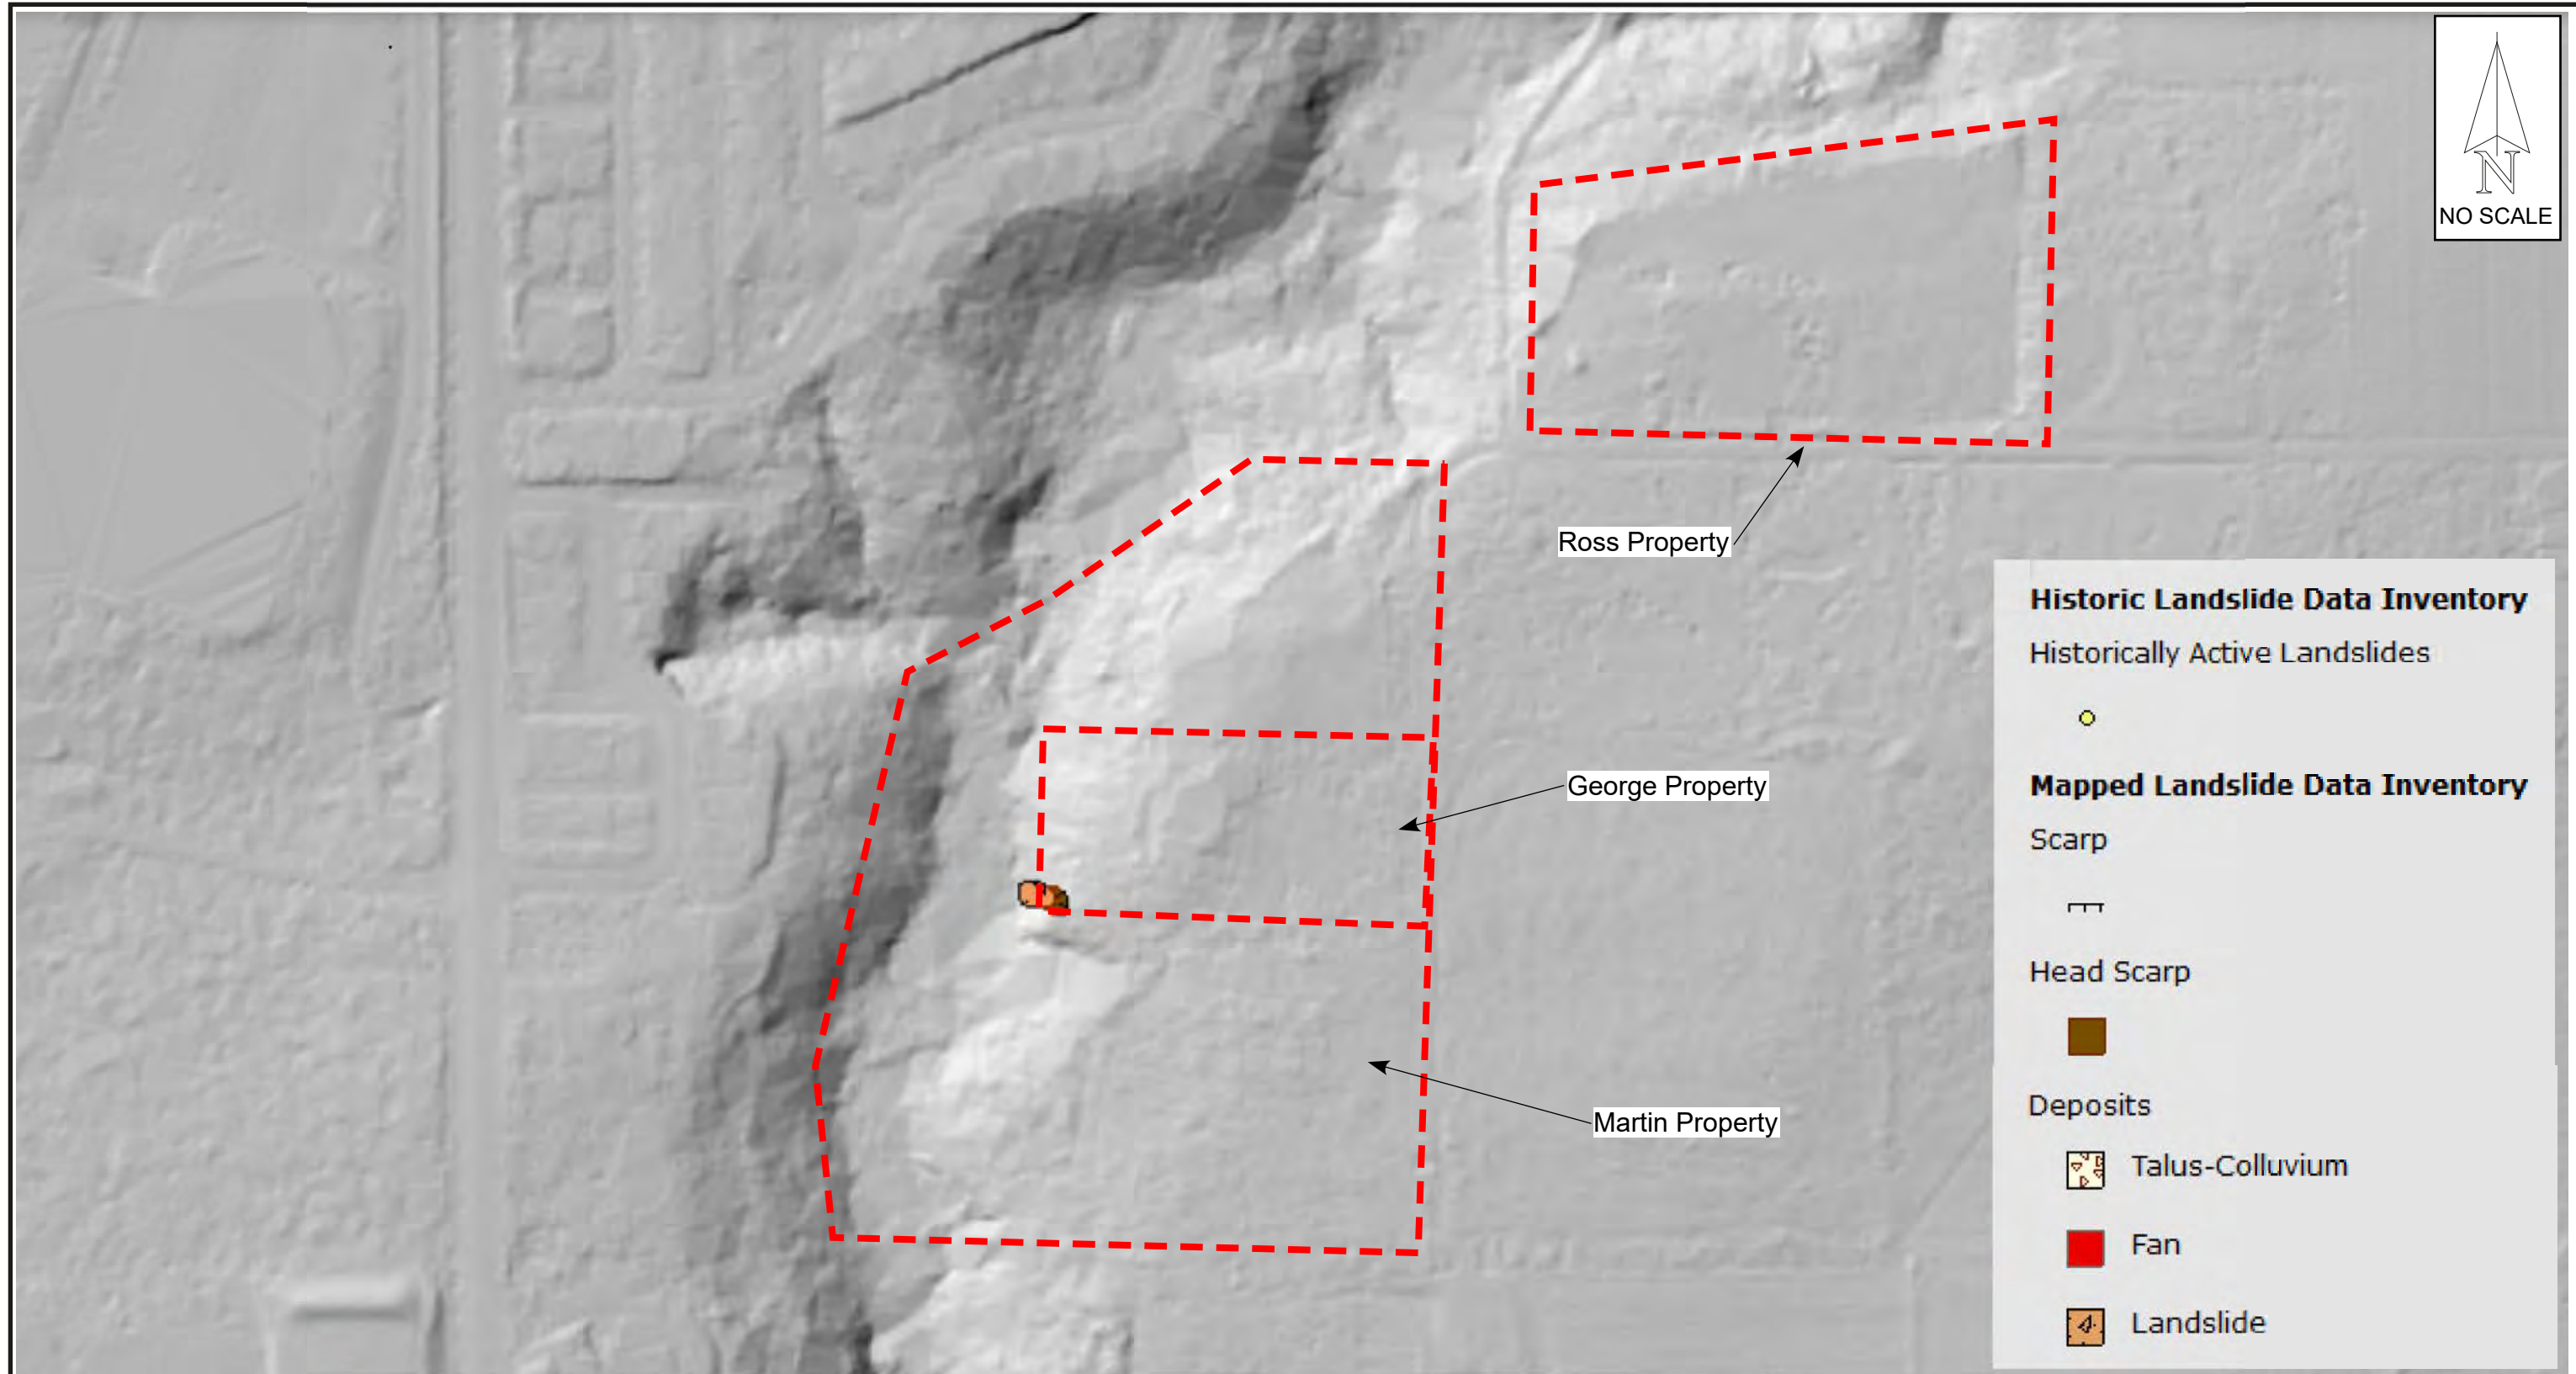 N
NO SCALE
Ross Property
George Property
Martin Property
Historic Landslide Data Inventory
Historically Active Landslides
Mapped Landslide Data Inventory
Scarp
Head Scarp
Deposits
Talus-Colluvium
Fan
Landslide